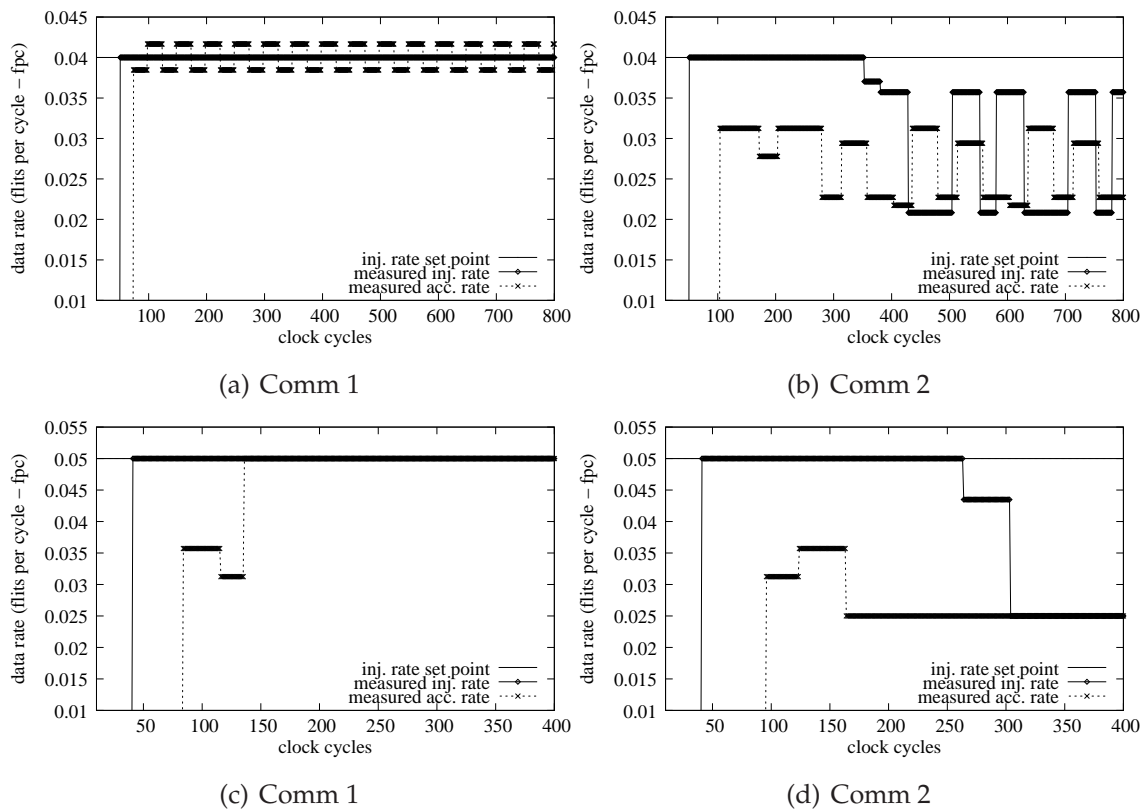 0.045
0.04
0.035
0.03
0.025
0.02
0.015
0.01
data rate (flits per cycle – fpc)
inj. rate set point
measured inj. rate
measured acc. rate
100 200 300 400 500 600 700 800
clock cycles
(a) Comm 1
0.045
0.04
0.035
0.03
0.025
0.02
0.015
0.01
data rate (flits per cycle – fpc)
inj. rate set point
measured inj. rate
measured acc. rate
100 200 300 400 500 600 700 800
clock cycles
(b) Comm 2
0.055
0.05
0.045
0.04
0.035
0.03
0.025
0.02
0.015
0.01
data rate (flits per cycle – fpc)
inj. rate set point
measured inj. rate
measured acc. rate
50 100 150 200 250 300 350 400
clock cycles
(c) Comm 1
0.055
0.05
0.045
0.04
0.035
0.03
0.025
0.02
0.015
0.01
data rate (flits per cycle – fpc)
inj. rate set point
measured inj. rate
measured acc. rate
50 100 150 200 250 300 350 400
clock cycles
(d) Comm 2